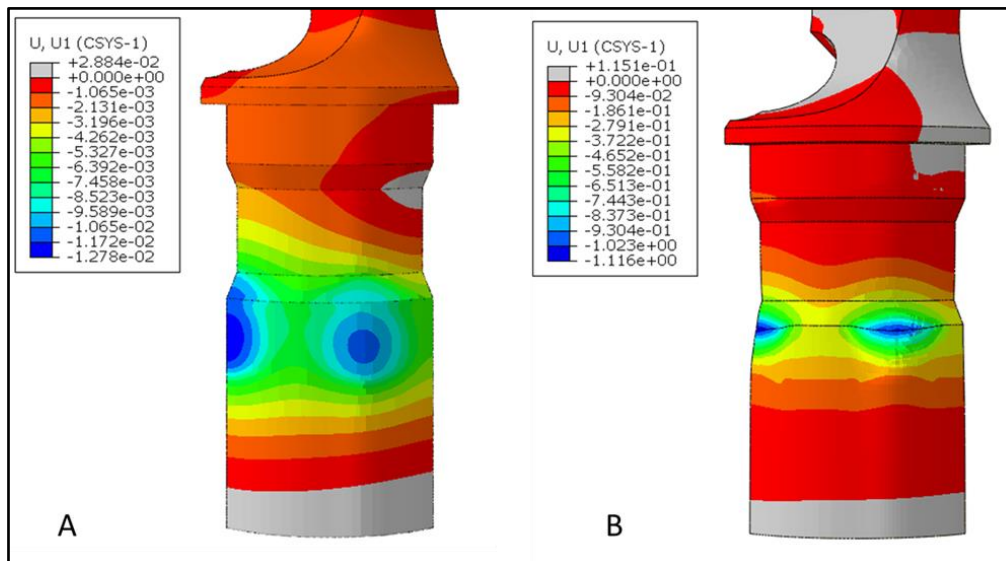 U, U1 (CSYS-1)
+2.884e-02
+0.000e+00
-1.065e-03
-2.131e-03
-3.196e-03
-4.262e-03
-5.327e-03
-6.392e-03
-7.458e-03
-8.523e-03
-9.589e-03
-1.065e-02
-1.172e-02
-1.278e-02
A
U, U1 (CSYS-1)
+1.151e-01
+0.000e+00
-9.304e-02
-1.861e-01
-2.791e-01
-3.722e-01
-4.652e-01
-5.582e-01
-6.513e-01
-7.443e-01
-8.373e-01
-9.304e-01
-1.023e+00
-1.116e+00
B